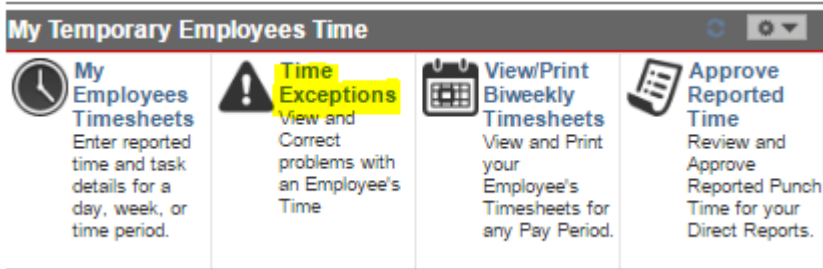 My Temporary Employees Time
My
Employees
Timesheets
Enter reported
time and task
details for a
day, week, or
time period.
Time
Exceptions
View and
Correct
problems with
an Employee's
Time
View/Print
Biweekly
Timesheets
View and Print
your
Employee's
Timesheets for
any Pay Period.
Approve
Reported
Time
Review and
Approve
Reported Punch
Time for your
Direct Reports.